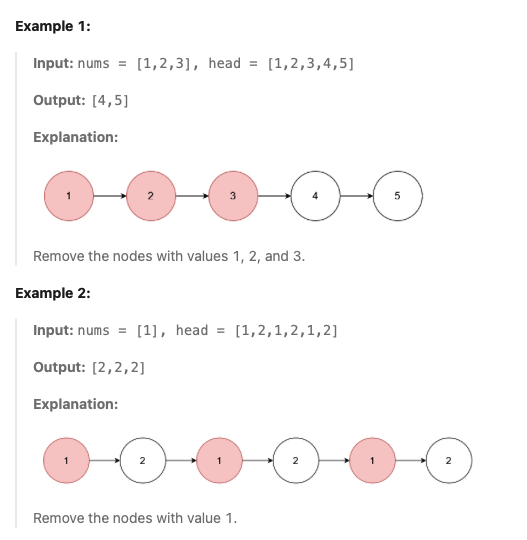 Example 1:
Input: nums = [1,2,3], head = [1,2,3,4,5]
Output: [4,5]
Explanation:
1 2 3 4 5
Remove the nodes with values 1, 2, and 3.
Example 2:
Input: nums = [1], head = [1,2,1,2,1,2]
Output: [2,2,2]
Explanation:
1 2 1 2 1 2
Remove the nodes with value 1.